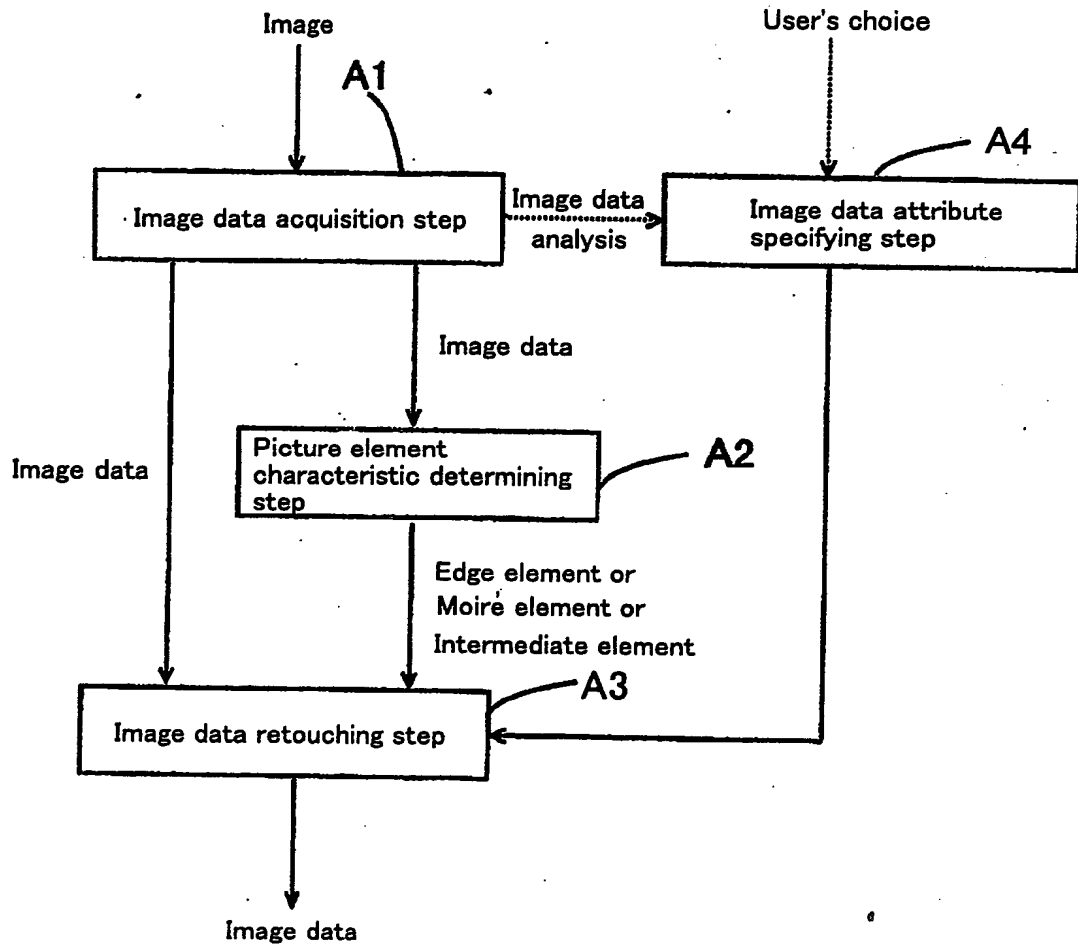 Image
User's choice
A1
A4
Image data acquisition step
Image data
analysis
Image data attribute
specifying step
Image data
Image data
Picture element
characteristic determining
step
A2
Edge element or
Moiré element or
Intermediate element
A3
Image data retouching step
Image data